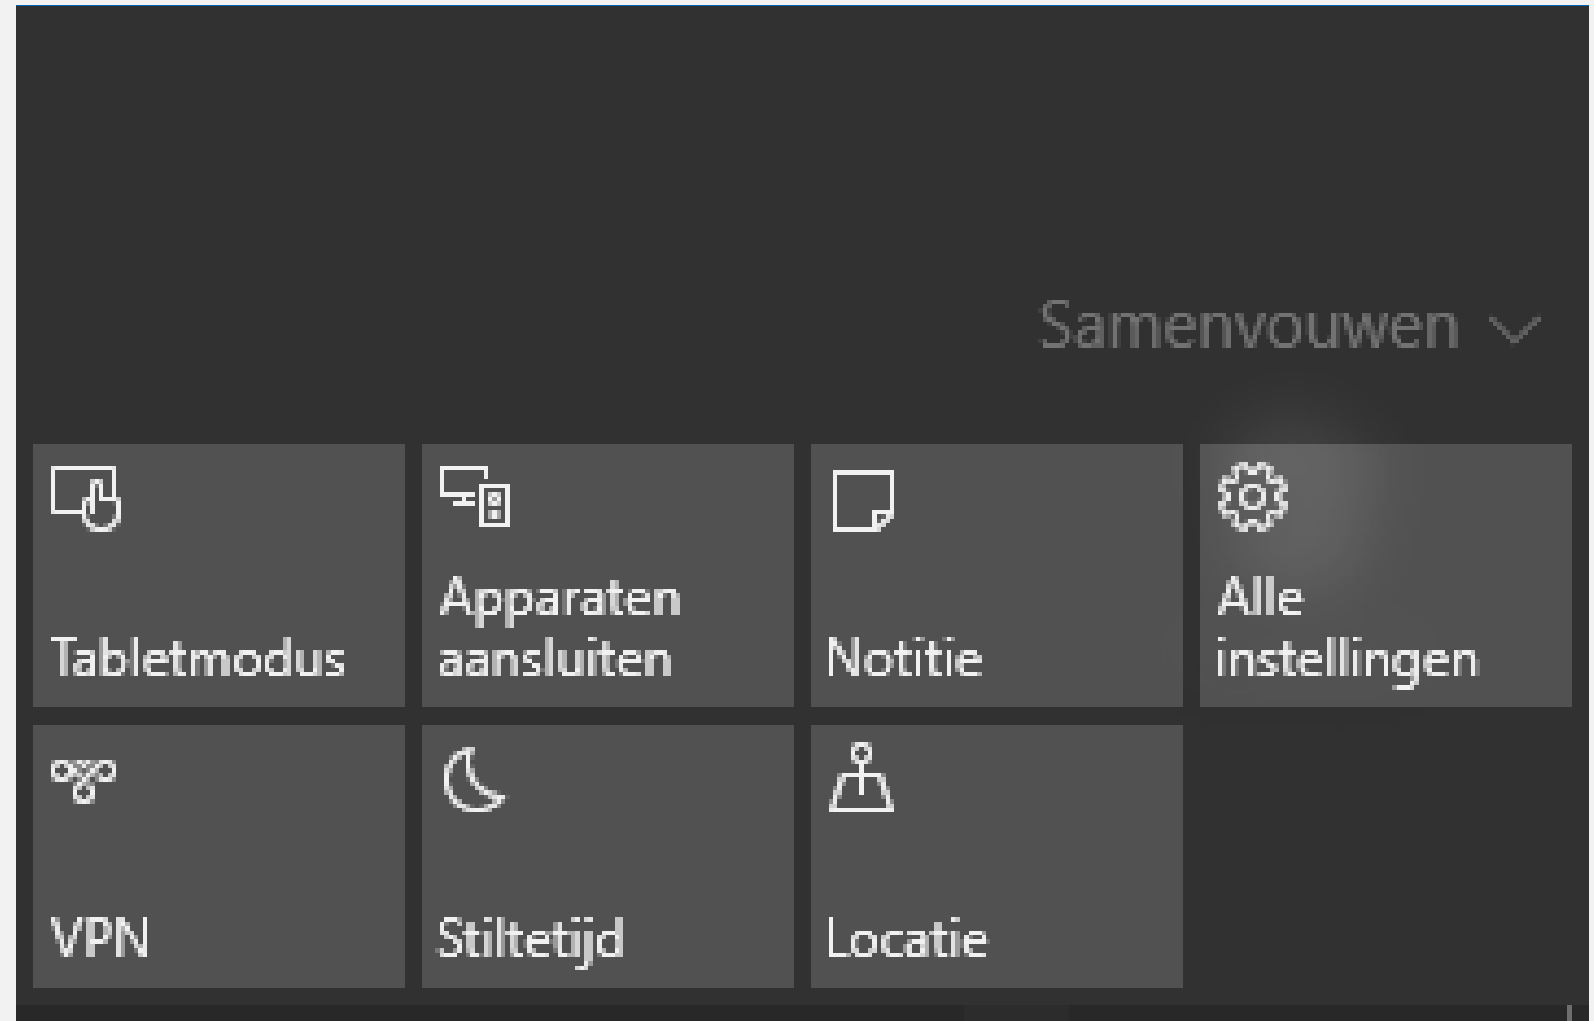 Samenvouwen
Tabletmodus
Apparaten
aansluiten
Notitie
Alle
instellingen
VPN
Stiltetijd
Locatie